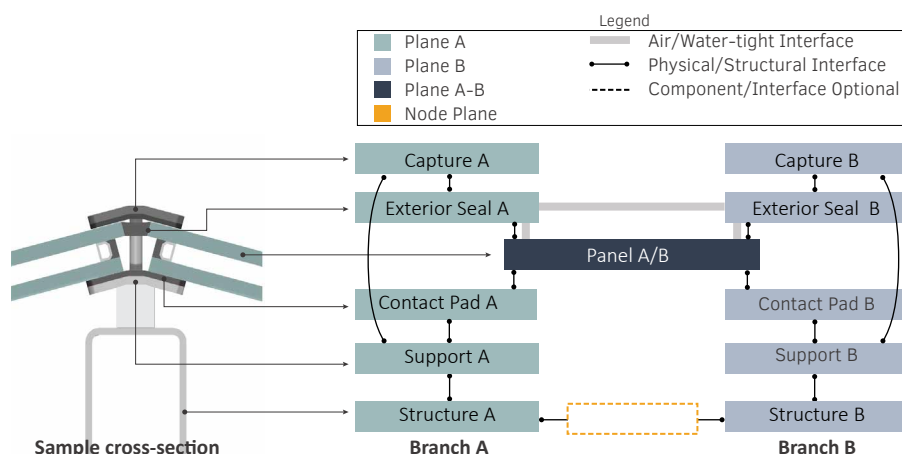 Legend
Plane A
Plane B
Plane A-B
Node Plane
Air/Water-tight Interface
Physical/Structural Interface
Component/Interface Optional
Capture A
Capture B
Exterior Seal A
Exterior Seal B
Panel A/B
Contact Pad A
Contact Pad B
Support A
Support B
Structure A
Structure B
Sample cross-section
Branch A
Branch B